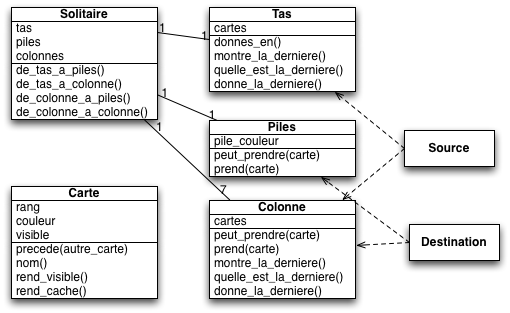 Solitaire
tas
piles
colonnes
de_tas_a_piles()
de_tas_a_colonne()
de_colonne_a_piles()
de_colonne_a_colonne()
1
1
Tas
cartes
donnes_en()
montre_la_derniere()
quelle_est_la_derniere()
donne_la_derniere()
1
1
Piles
pile_couleur
peut_prendre(carte)
prend(carte)
1
7
Source
Carte
rang
couleur
visible
precede(autre_carte)
nom()
rend_visible()
rend_cache()
Colonne
cartes
peut_prendre(carte)
prend(carte)
montre_la_derniere()
quelle_est_la_derniere()
donne_la_derniere()
Destination